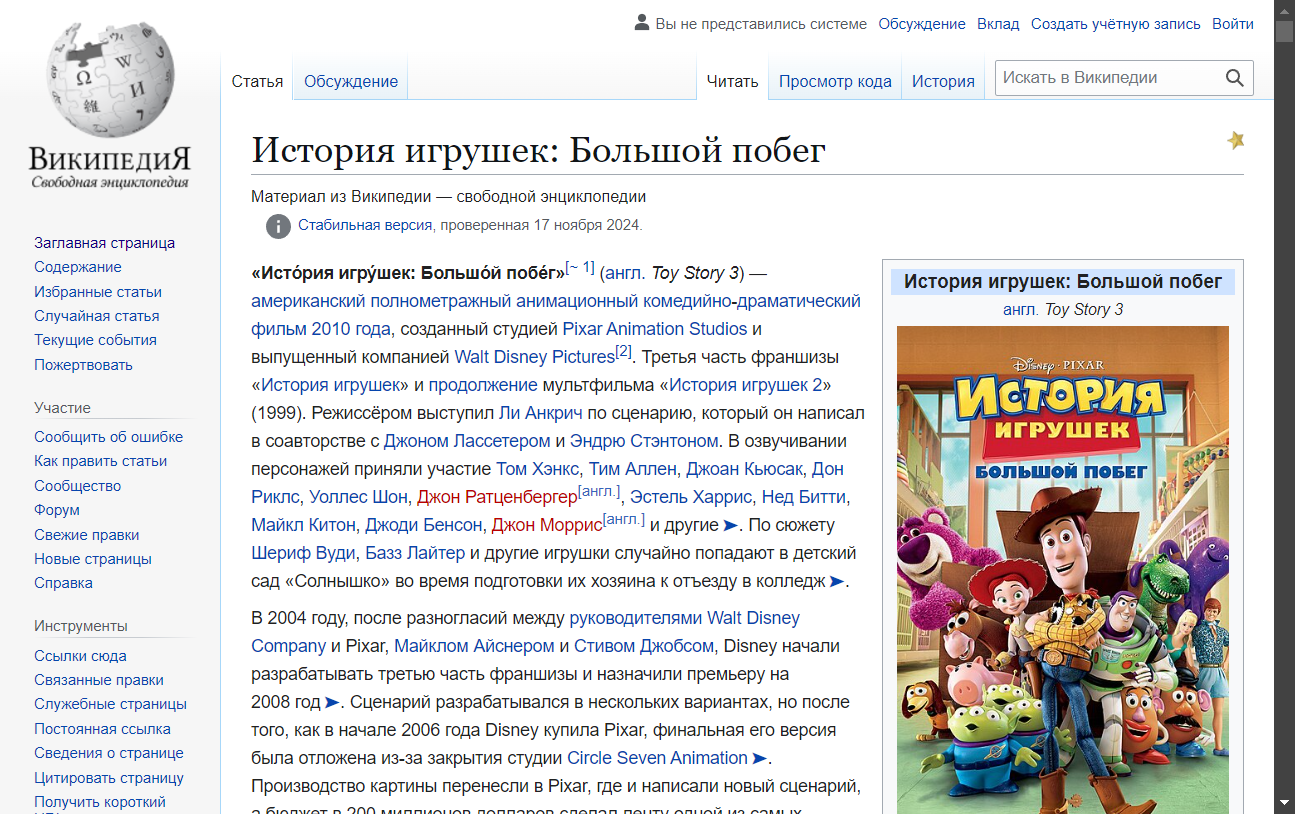 Вы не представились системе Обсуждение Вклад Создать учётную запись Войти
Статья Обсуждение Читать Просмотр кода История Искать в Википедии
ВикипедиЯ
Свободная энциклопедия
Заглавная страница
Содержание
Избранные статьи
Случайная статья
Текущие события
Пожертвовать
Участие
Сообщить об ошибке
Как править статьи
Сообщество
Форум
Свежие правки
Новые страницы
Справка
Инструменты
Ссылки сюда
Связанные правки
Служебные страницы
Постоянная ссылка
Сведения о странице
Цитировать страницу
Получить короткий
История игрушек: Большой побег
Материал из Википедии — свободной энциклопедии
Стабильная версия, проверенная 17 ноября 2024.
«Исто́рия игру́шек: Большо́й побе́г»[~ 1] (англ. Toy Story 3) —
американский полнометражный анимационный комедийно-драматический
фильм 2010 года, созданный студией Pixar Animation Studios и
выпущенный компанией Walt Disney Pictures[2]. Третья часть франшизы
«История игрушек» и продолжение мультфильма «История игрушек 2»
(1999). Режиссёром выступил Ли Анкрич по сценарию, который он написал
в соавторстве с Джоном Лассетером и Эндрю Стэнтоном. В озвучивании
персонажей приняли участие Том Хэнкс, Тим Аллен, Джоан Кьюсак, Дон
Риклс, Уоллес Шон, Джон Ратценбергер[англ.], Эстель Харрис, Нед Битти,
Майкл Китон, Джоди Бенсон, Джон Моррис[англ.] и другие ➤. По сюжету
Шериф Вуди, Базз Лайтер и другие игрушки случайно попадают в детский
сад «Солнышко» во время подготовки их хозяина к отъезду в колледж ➤.
В 2004 году, после разногласий между руководителями Walt Disney
Company и Pixar, Майклом Айснером и Стивом Джобсом, Disney начали
разрабатывать третью часть франшизы и назначили премьеру на
2008 год ➤. Сценарий разрабатывался в нескольких вариантах, но после
того, как в начале 2006 года Disney купила Pixar, финальная его версия
была отложена из-за закрытия студии Circle Seven Animation ➤.
Производство картины перенесли в Pixar, где и написали новый сценарий,
а бюджет в 200 миллионов долларов сделал ленту одной из самых
История игрушек: Большой побег
англ. Toy Story 3
Disney · PIXAR
История
игрушек
большой побег